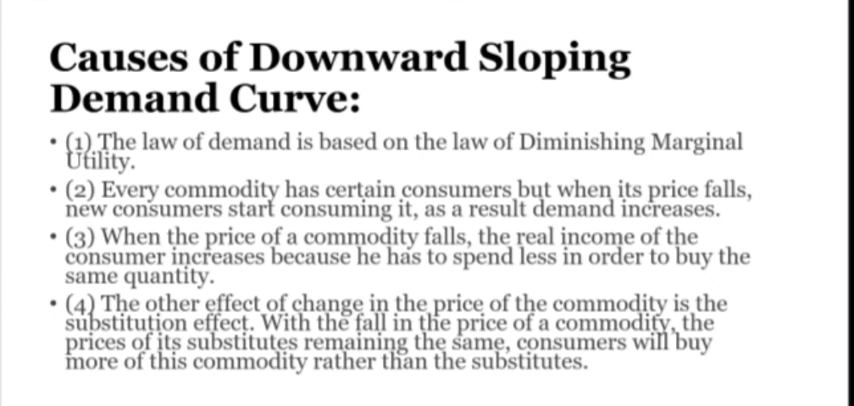 Causes of Downward Sloping
Demand Curve:
• (1) The law of demand is based on the law of Diminishing Marginal
Utility.
• (2) Every commodity has certain consumers but when its price falls,
new consumers start consuming it, as a result demand increases.
• (3) When the price of a commodity falls, the real income of the
consumer increases because he has to spend less in order to buy the
same quantity.
• (4) The other effect of change in the price of the commodity is the
substitution effect. With the fall in the price of a commodity, the
prices of its substitutes remaining the same, consumers will buy
more of this commodity rather than the substitutes.